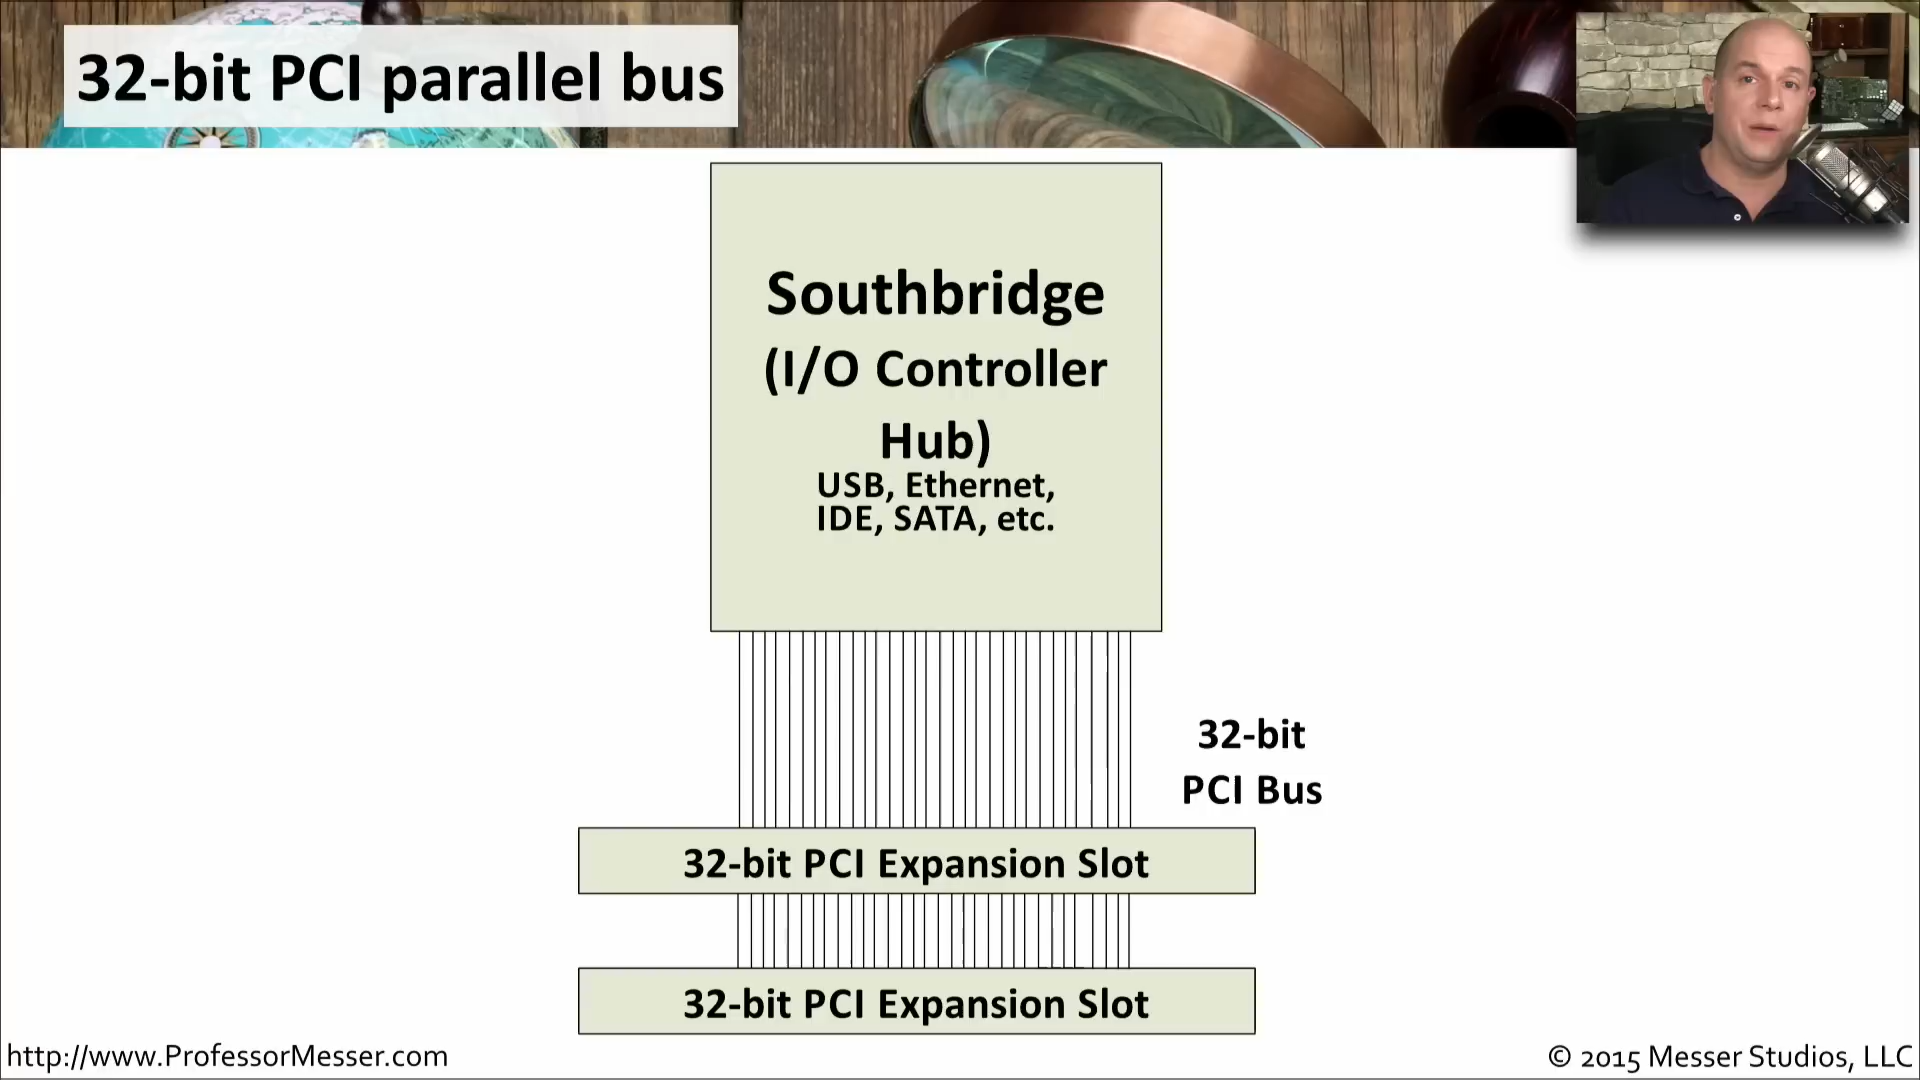 32-bit PCI parallel bus
Southbridge
(I/O Controller
Hub)
USB, Ethernet,
IDE, SATA, etc.
32-bit
PCI Bus
32-bit PCI Expansion Slot
32-bit PCI Expansion Slot
http://www.ProfessorMesser.com
© 2015 Messer Studios, LLC